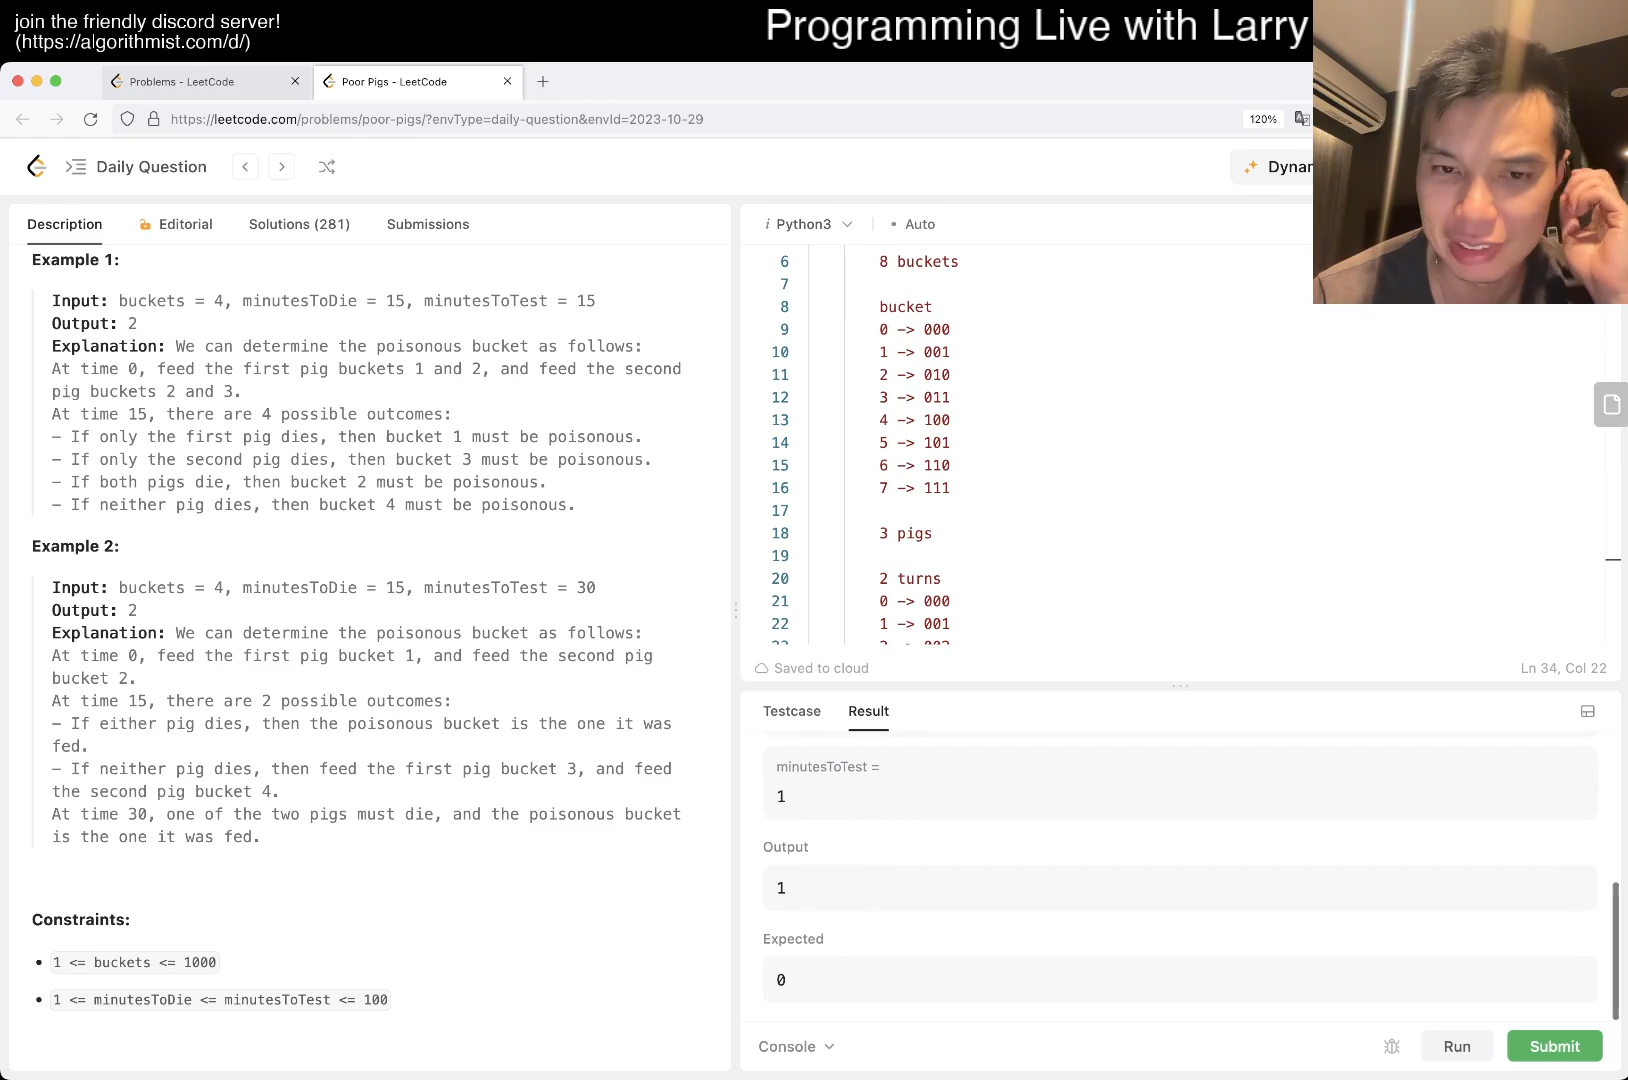 join the friendly discord server!
(https://algorithmist.com/d/)
Programming Live with Larry
Problems - LeetCode
Poor Pigs - LeetCode
https://leetcode.com/problems/poor-pigs/?envType=daily-question&envId=2023-10-29
120%
Daily Question
Dynan
Description
Editorial
Solutions (281)
Submissions
Example 1:
Input: buckets = 4, minutesToDie = 15, minutesToTest = 15
Output: 2
Explanation: We can determine the poisonous bucket as follows:
At time 0, feed the first pig buckets 1 and 2, and feed the second
pig buckets 2 and 3.
At time 15, there are 4 possible outcomes:
- If only the first pig dies, then bucket 1 must be poisonous.
- If only the second pig dies, then bucket 3 must be poisonous.
- If both pigs die, then bucket 2 must be poisonous.
- If neither pig dies, then bucket 4 must be poisonous.
Example 2:
Input: buckets = 4, minutesToDie = 15, minutesToTest = 30
Output: 2
Explanation: We can determine the poisonous bucket as follows:
At time 0, feed the first pig bucket 1, and feed the second pig
bucket 2.
At time 15, there are 2 possible outcomes:
- If either pig dies, then the poisonous bucket is the one it was
fed.
- If neither pig dies, then feed the first pig bucket 3, and feed
the second pig bucket 4.
At time 30, one of the two pigs must die, and the poisonous bucket
is the one it was fed.
Constraints:
• 1 <= buckets <= 1000
• 1 <= minutesToDie <= minutesToTest <= 100
i Python3
• Auto
6 8 buckets
7
8 bucket
9 0 -> 000
10 1 -> 001
11 2 -> 010
12 3 -> 011
13 4 -> 100
14 5 -> 101
15 6 -> 110
16 7 -> 111
17
18 3 pigs
19
20 2 turns
21 0 -> 000
22 1 -> 001
23 2 -> 002
Saved to cloud
Ln 34, Col 22
Testcase
Result
minutesToTest =
1
Output
1
Expected
0
Console
Run
Submit